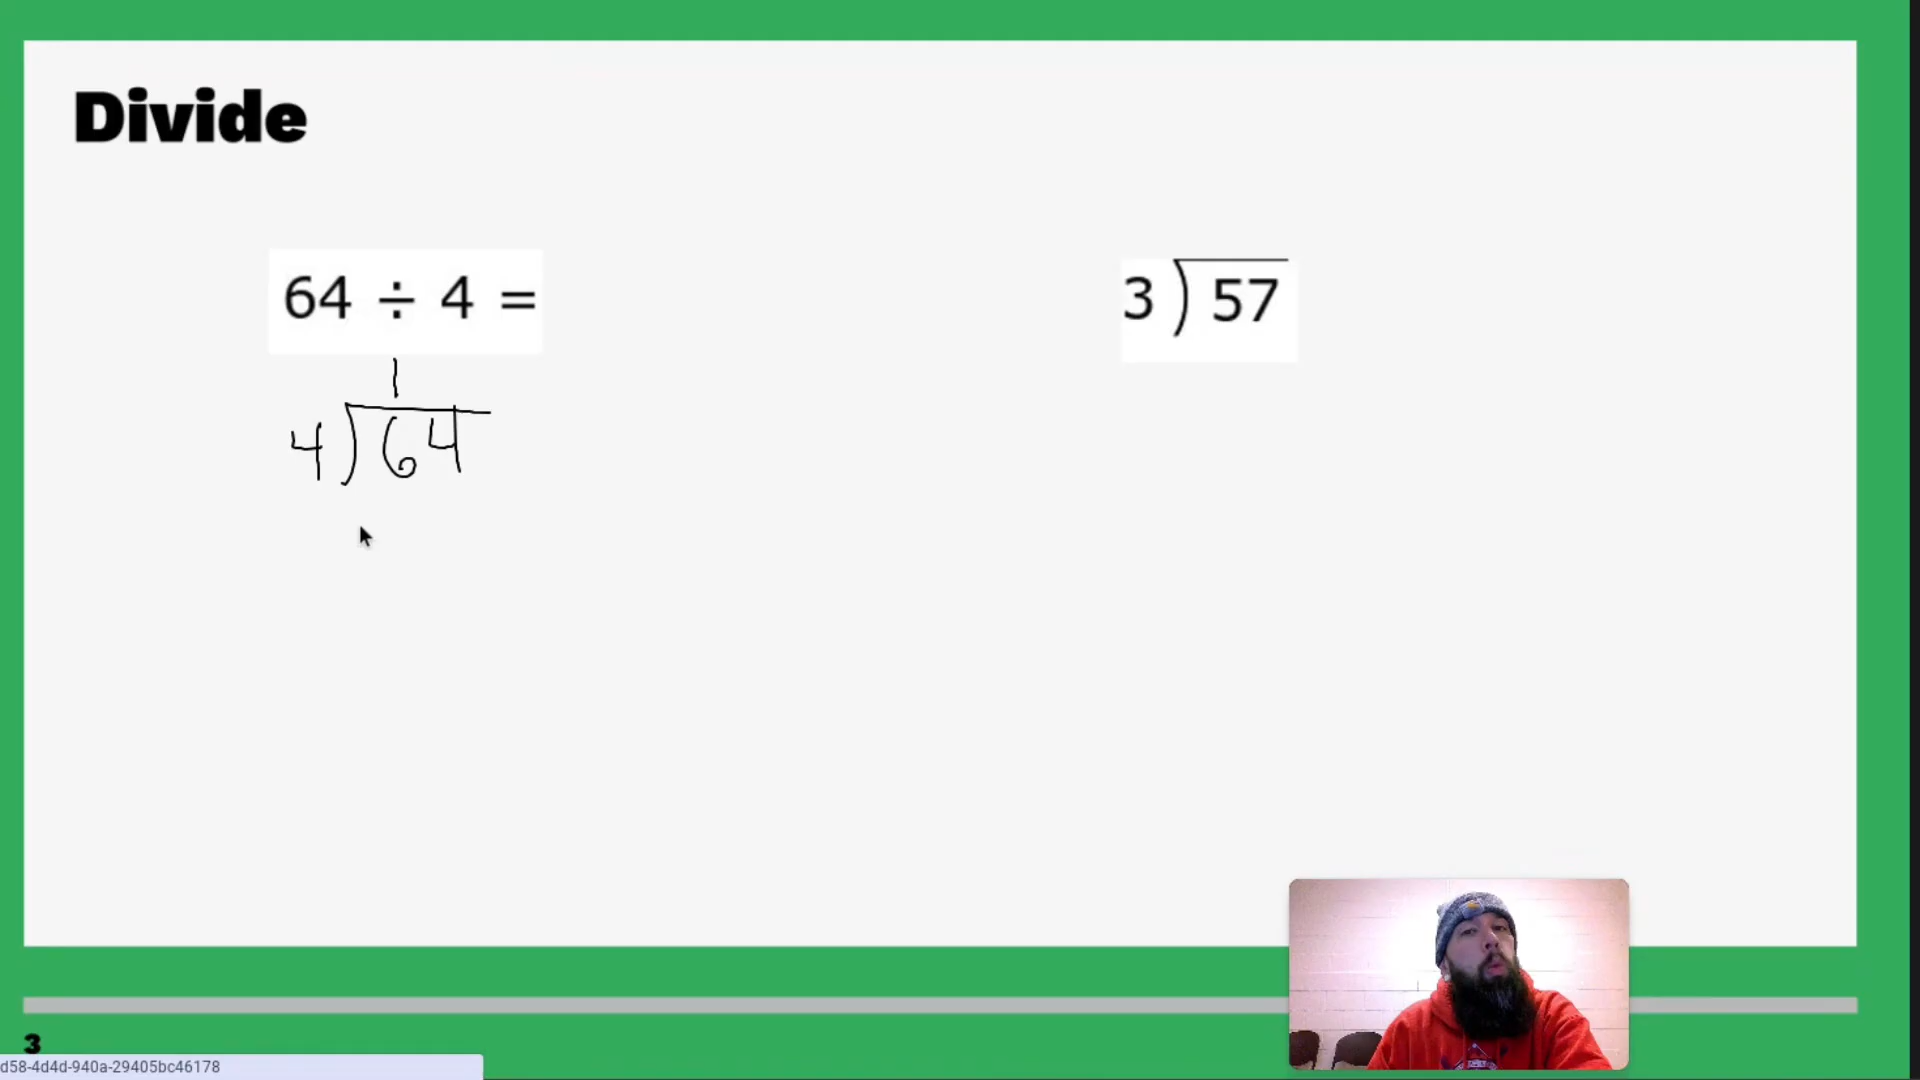 Divide
64 ÷ 4 =
3 ) 57
1
4 ) 64
3
d58-4d4d-940a-29405bc46178